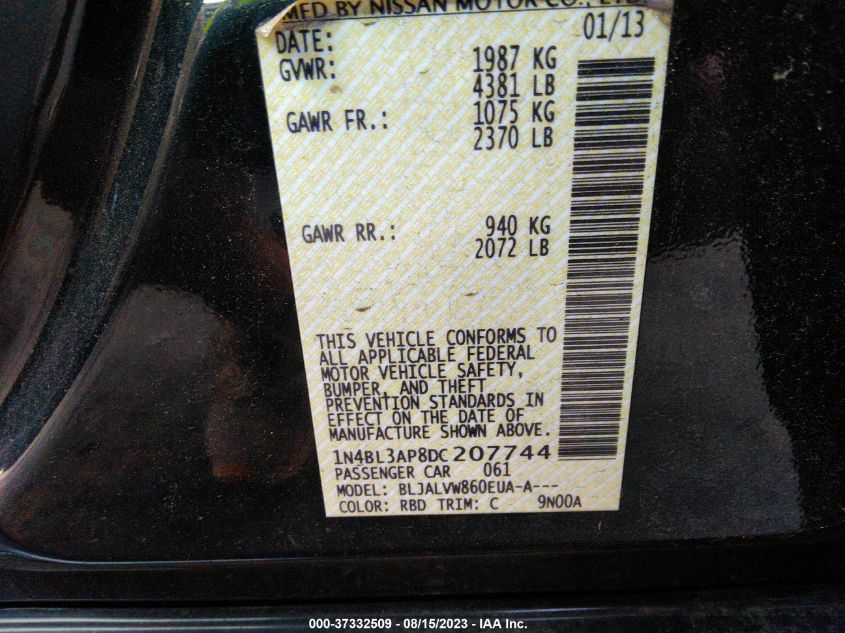 MFD BY NISSAN MOTOR CO., LTD
DATE: 01/13
GVWR: 1987 KG
4381 LB
GAWR FR.: 1075 KG
2370 LB
GAWR RR.: 940 KG
2072 LB
THIS VEHICLE CONFORMS TO
ALL APPLICABLE FEDERAL
MOTOR VEHICLE SAFETY,
BUMPER, AND THEFT
PREVENTION STANDARDS IN
EFFECT ON THE DATE OF
MANUFACTURE SHOWN ABOVE.
1N4BL3AP8DC207744
PASSENGER CAR 061
MODEL: BLJALVW860EUA-A---
COLOR: RBD TRIM: C 9N00A
000-37332509 - 08/15/2023 - © IAA Inc.